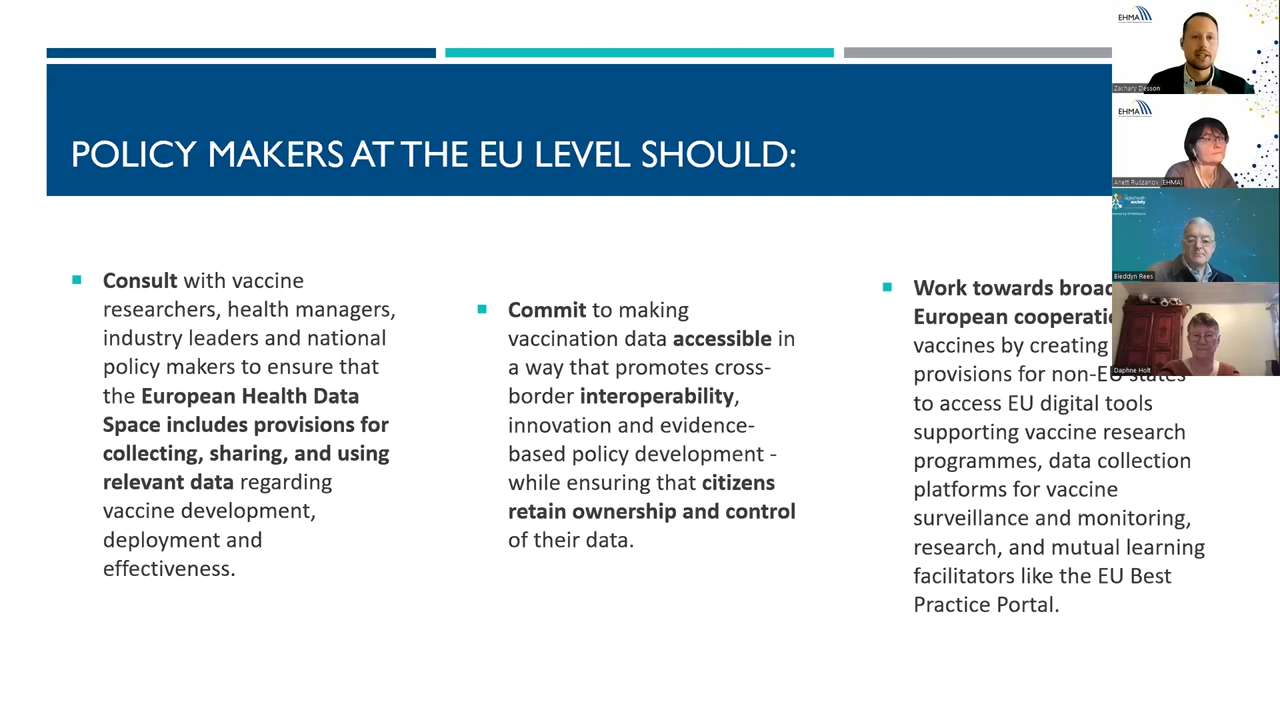 POLICY MAKERS AT THE EU LEVEL SHOULD:
Consult with vaccine
researchers, health managers,
industry leaders and national
policy makers to ensure that
the European Health Data
Space includes provisions for
collecting, sharing, and using
relevant data regarding
vaccine development,
deployment and
effectiveness.
Commit to making
vaccination data accessible in
a way that promotes cross-
border interoperability,
innovation and evidence-
based policy development -
while ensuring that citizens
retain ownership and control
of their data.
Work towards broad
European cooperatio
vaccines by creating
provisions for non-EU states
to access EU digital tools
supporting vaccine research
programmes, data collection
platforms for vaccine
surveillance and monitoring,
research, and mutual learning
facilitators like the EU Best
Practice Portal.
EHMA
Zachary Desson
EHMA
Anett Ruszanov (EHMA)
society
Bleddyn Rees
Daphne Holt